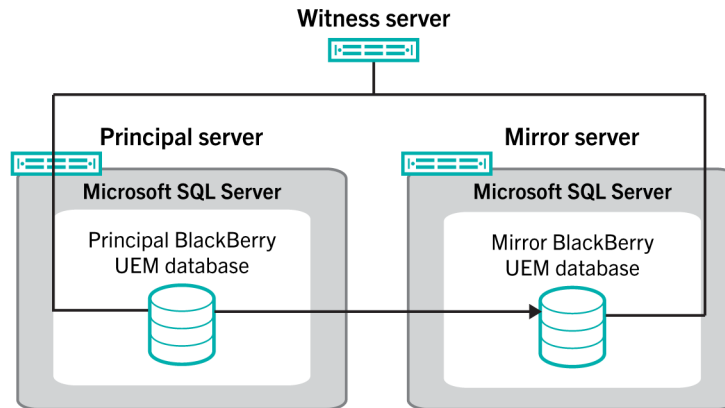 Witness server
Principal server
Mirror server
Microsoft SQL Server
Microsoft SQL Server
Principal BlackBerry
UEM database
Mirror BlackBerry
UEM database